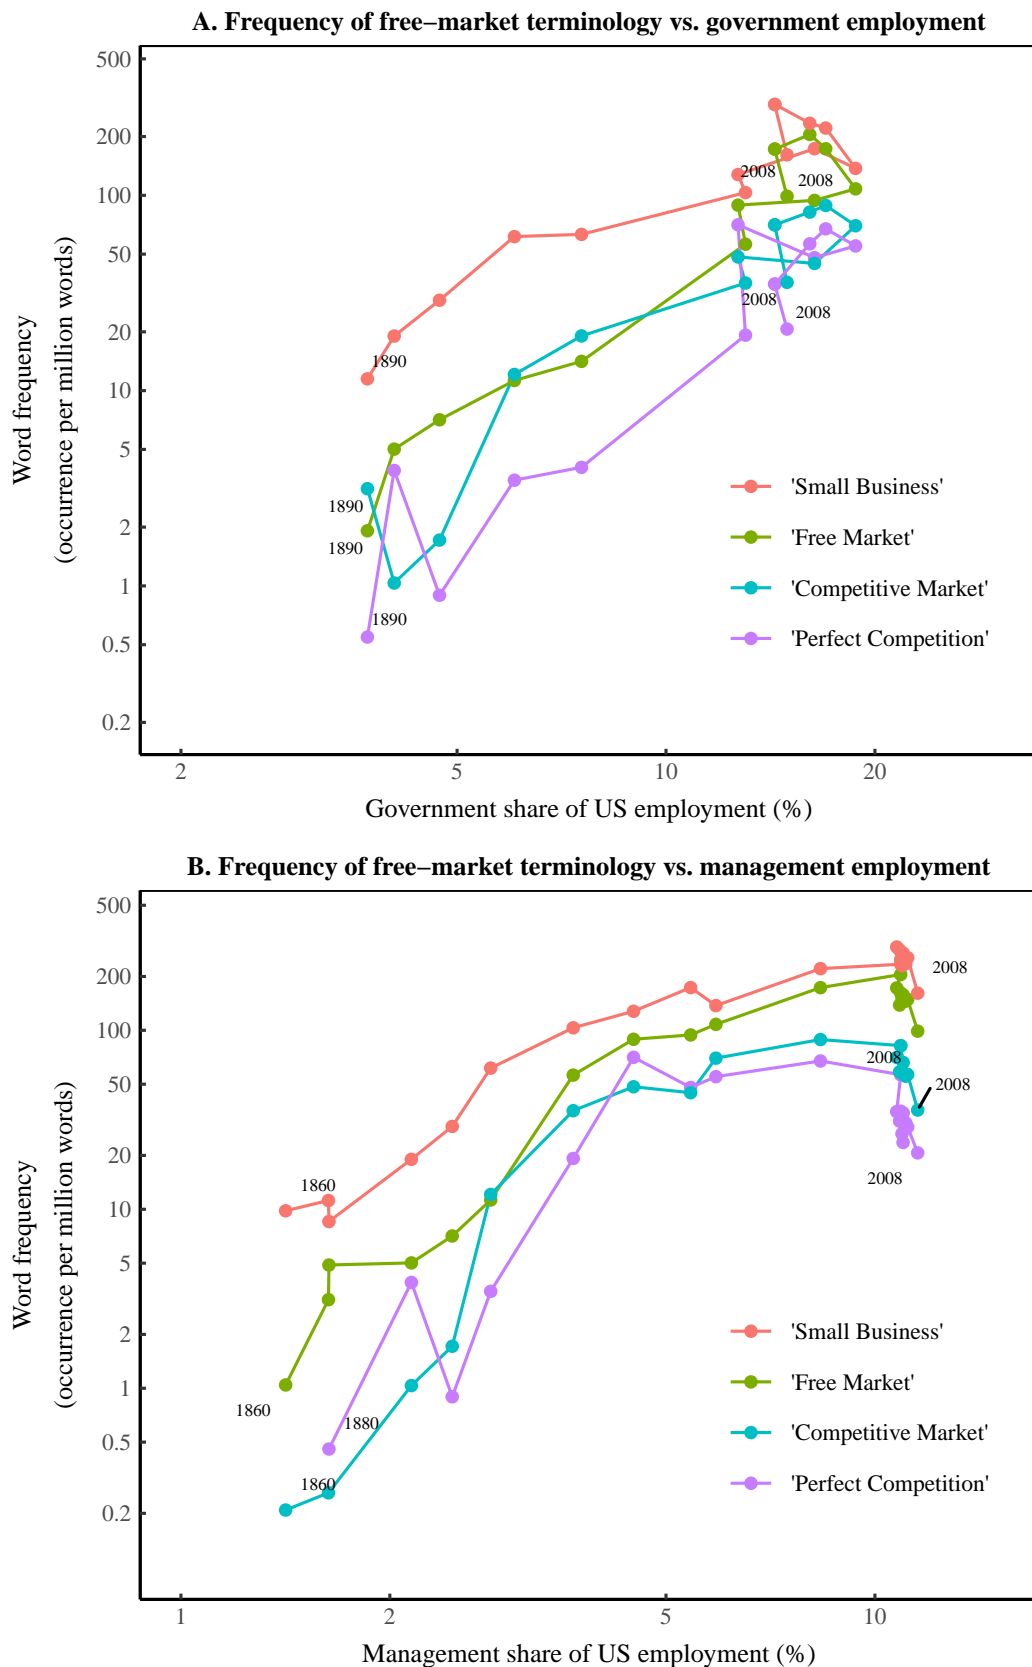 A. Frequency of free−market terminology vs. government employment
500
200
100
50
20
10
5
2
1
0.5
0.2
Word frequency
(occurrence per million words)
2008
2008
2008
2008
1890
1890
1890
1890
'Small Business'
'Free Market'
'Competitive Market'
'Perfect Competition'
2
5
10
20
Government share of US employment (%)
B. Frequency of free−market terminology vs. management employment
500
200
100
50
20
10
5
2
1
0.5
0.2
Word frequency
(occurrence per million words)
2008
2008
2008
2008
1860
1860
1880
1860
'Small Business'
'Free Market'
'Competitive Market'
'Perfect Competition'
1
2
5
10
Management share of US employment (%)